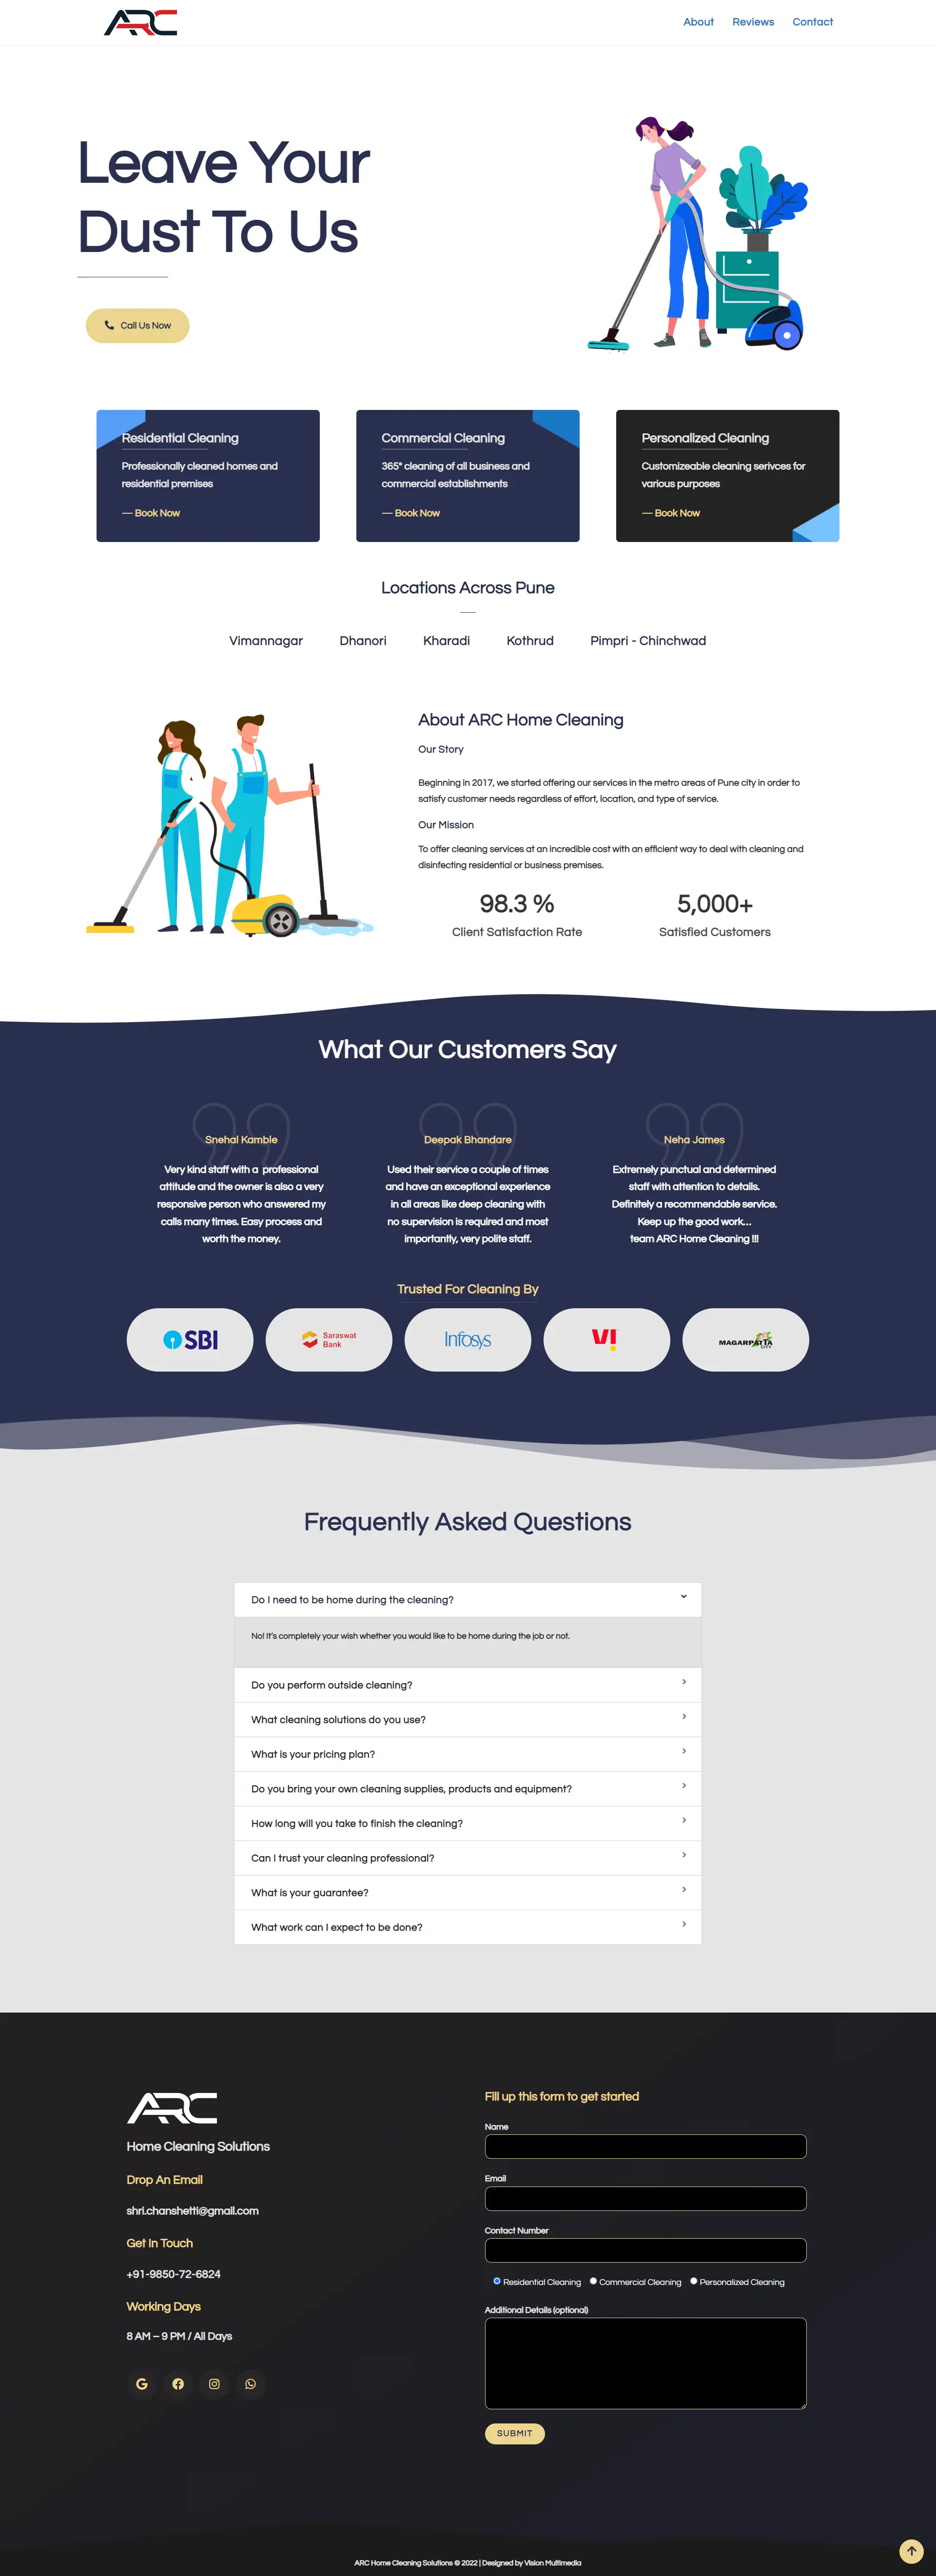 ARC
About
Reviews
Contact
Leave Your
Dust To Us
Call Us Now
Residential Cleaning
Professionally cleaned homes and
residential premises
— Book Now
Commercial Cleaning
365° cleaning of all business and
commercial establishments
— Book Now
Personalized Cleaning
Customizeable cleaning serivces for
various purposes
— Book Now
Locations Across Pune
Vimannagar
Dhanori
Kharadi
Kothrud
Pimpri - Chinchwad
About ARC Home Cleaning
Our Story
Beginning in 2017, we started offering our services in the metro areas of Pune city in order to
satisfy customer needs regardless of effort, location, and type of service.
Our Mission
To offer cleaning services at an incredible cost with an efficient way to deal with cleaning and
disinfecting residential or business premises.
98.3 %
Client Satisfaction Rate
5,000+
Satisfied Customers
What Our Customers Say
Snehal Kamble
Very kind staff with a professional
attitude and the owner is also a very
responsive person who answered my
calls many times. Easy process and
worth the money.
Deepak Bhandare
Used their service a couple of times
and have an exceptional experience
in all areas like deep cleaning with
no supervision is required and most
importantly, very polite staff.
Neha James
Extremely punctual and determined
staff with attention to details.
Definitely a recommendable service.
Keep up the good work...
team ARC Home Cleaning !!!
Trusted For Cleaning By
SBI
Saraswat
Bank
Infosys
VI
MAGARPATTA
CITY
Frequently Asked Questions
Do I need to be home during the cleaning?
No! It's completely your wish whether you would like to be home during the job or not.
Do you perform outside cleaning?
What cleaning solutions do you use?
What is your pricing plan?
Do you bring your own cleaning supplies, products and equipment?
How long will you take to finish the cleaning?
Can I trust your cleaning professional?
What is your guarantee?
What work can I expect to be done?
ARC
Home Cleaning Solutions
Drop An Email
shri.chanshetti@gmail.com
Get In Touch
+91-9850-72-6824
Working Days
8 AM – 9 PM / All Days
Fill up this form to get started
Name
Email
Contact Number
Residential Cleaning
Commercial Cleaning
Personalized Cleaning
Additional Details (optional)
SUBMIT
ARC Home Cleaning Solutions © 2022 | Designed by Vision Multimedia